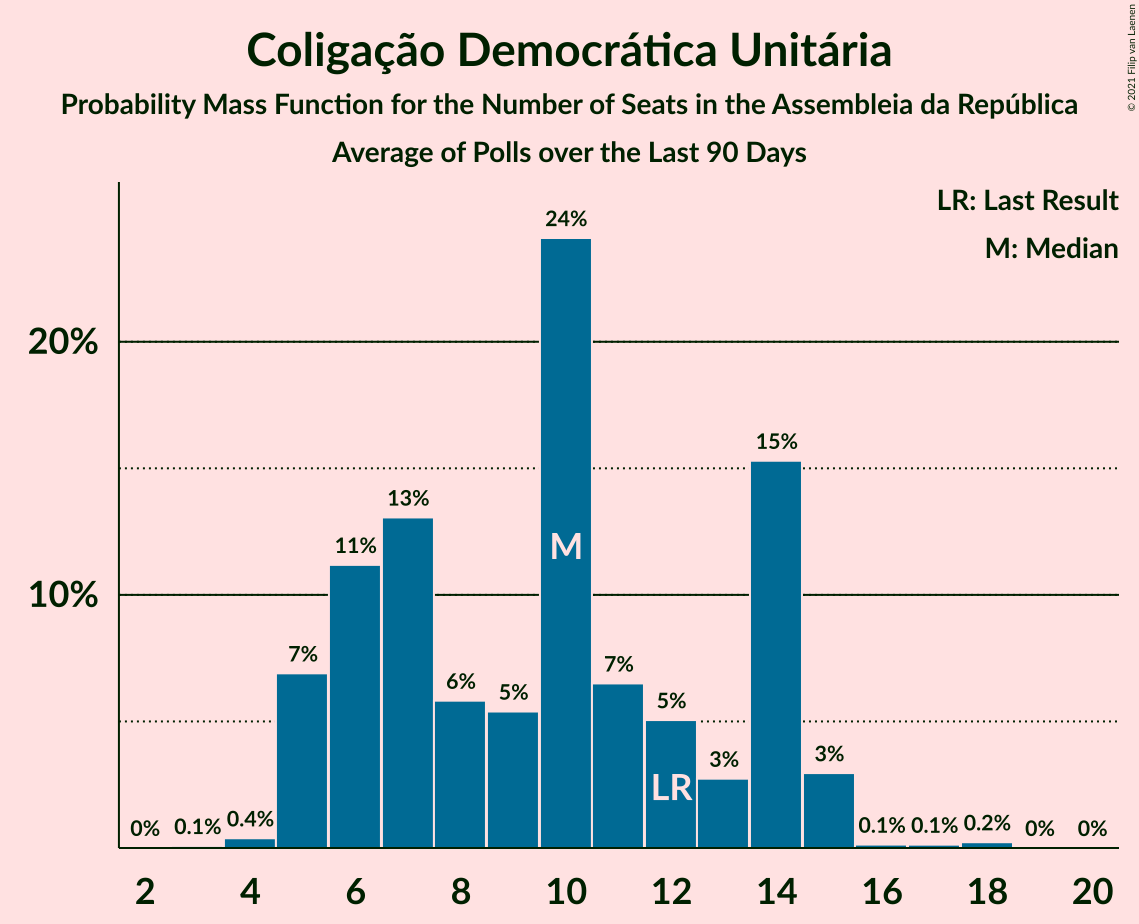 Coligação Democrática Unitária
Probability Mass Function for the Number of Seats in the Assembleia da República
Average of Polls over the Last 90 Days
© 2021 Filip van Laenen
LR: Last Result
M: Median
20%
10%
0%
0.1%
0.4%
7%
11%
13%
6%
5%
24%
7%
5%
3%
15%
3%
0.1%
0.1%
0.2%
0%
0%
M
LR
2 4 6 8 10 12 14 16 18 20